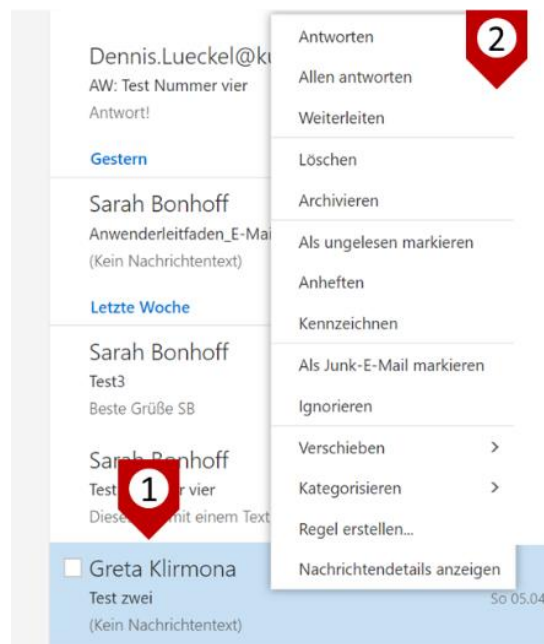 Dennis.Lueckel@k
AW: Test Nummer vier
Antwort!
Gestern
Sarah Bonhoff
Anwenderleitfaden_E-Mai
(Kein Nachrichtentext)
Letzte Woche
Sarah Bonhoff
Test3
Beste Grüße SB
Sarah Bonhoff
Test r vier
mit einem Text
1
Greta Klirmona
Test zwei
(Kein Nachrichtentext)
So 05.04
2
Antworten
Allen antworten
Weiterleiten
Löschen
Archivieren
Als ungelesen markieren
Anheften
Kennzeichnen
Als Junk-E-Mail markieren
Ignorieren
Verschieben >
Kategorisieren >
Regel erstellen...
Nachrichtendetails anzeigen